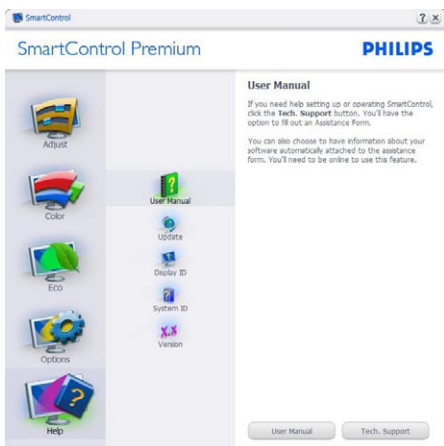 SmartControl
? x
SmartControl Premium
PHILIPS
Adjust
Color
Eco
Options
Help
User Manual
Update
Display ID
System ID
X.X
Version
User Manual
If you need help setting up or operating SmartControl,
click the Tech. Support button. You'll have the
option to fill out an Assistance Form.
You can also choose to have information about your
software automatically attached to the assistance
form. You'll need to be online to use this feature.
User Manual
Tech. Support